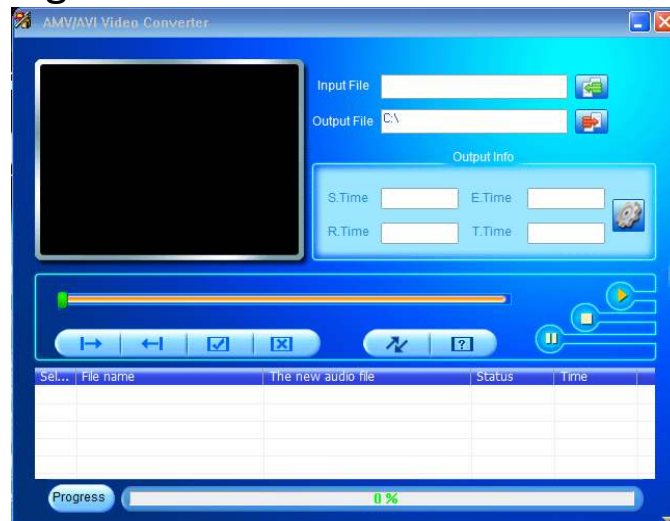 AMV/AVI Video Converter
Input File
Output File C:\
Output Info
S.Time E.Time
R.Time T.Time
Sel... File name The new audio file Status Time
Progress 0 %